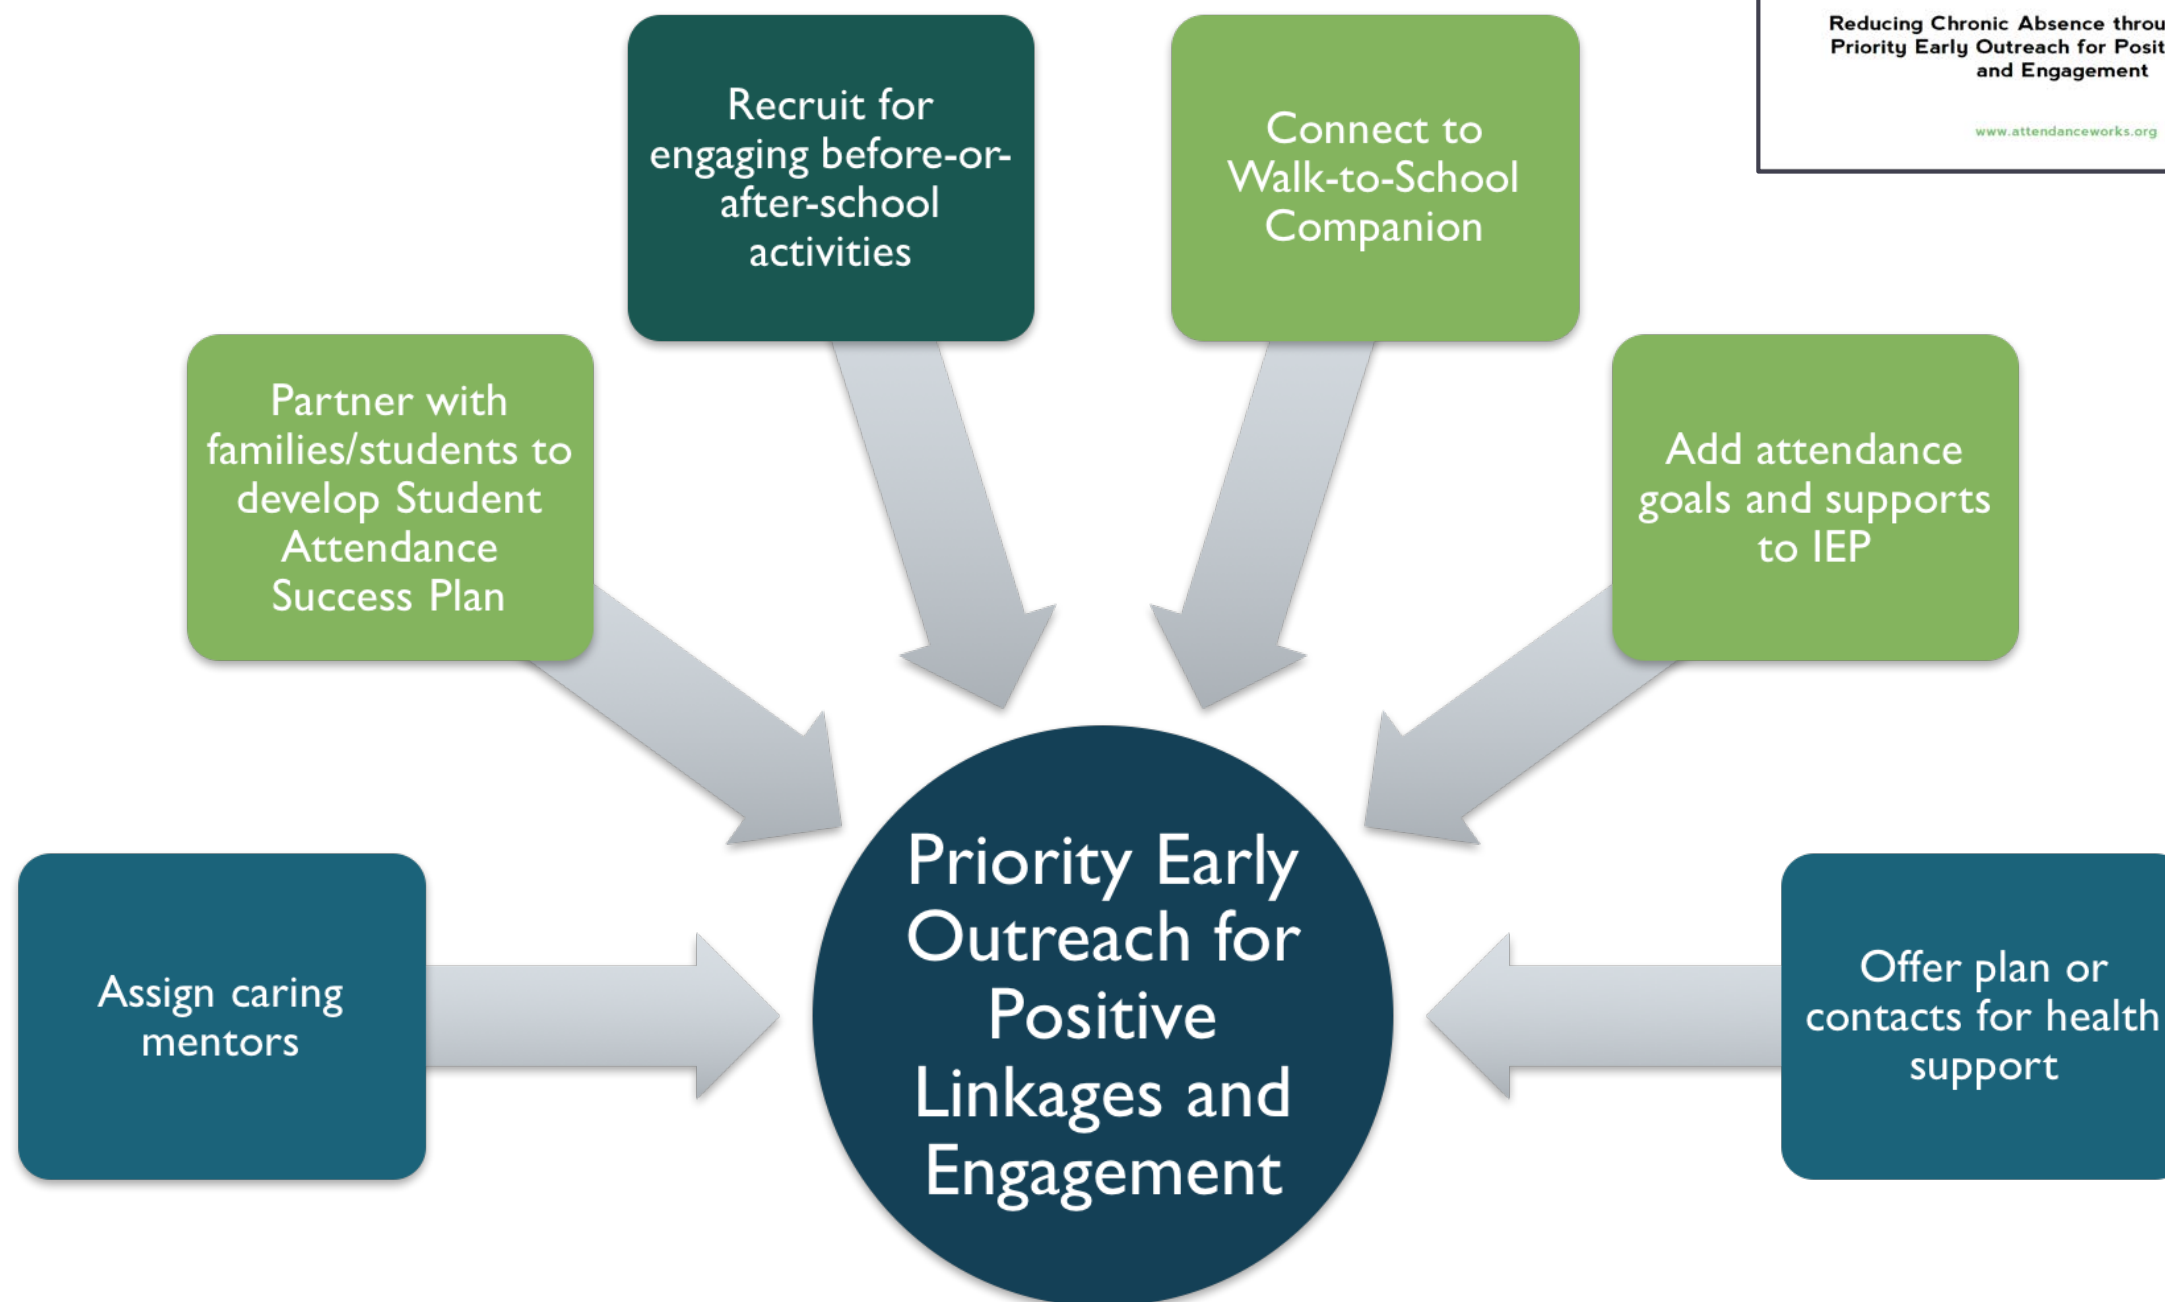 Reducing Chronic Absence
Priority Early Outreach for
and Engagement
www.attendanceworks.org
Recruit for
engaging before-or-
after-school
activities
Connect to
Walk-to-School
Companion
Partner with
families/students to
develop Student
Attendance
Success Plan
Add attendance
goals and supports
to IEP
Assign caring
mentors
Priority Early
Outreach for
Positive
Linkages and
Engagement
Offer plan or
contacts for health
support